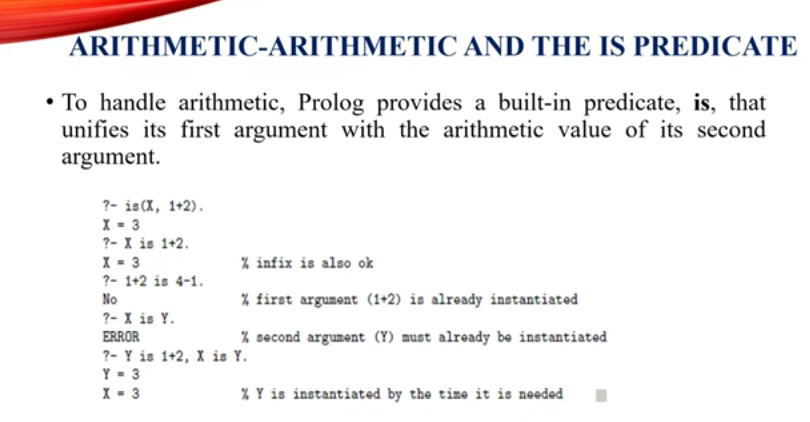 ARITHMETIC-ARITHMETIC AND THE IS PREDICATE
• To handle arithmetic, Prolog provides a built-in predicate, is, that
unifies its first argument with the arithmetic value of its second
argument.
?- is(X, 1+2).
X = 3
?- X is 1+2.
X = 3 % infix is also ok
?- 1+2 is 4-1.
No % first argument (1+2) is already instantiated
?- X is Y.
ERROR % second argument (Y) must already be instantiated
?- Y is 1+2, X is Y.
Y = 3
X = 3 % Y is instantiated by the time it is needed